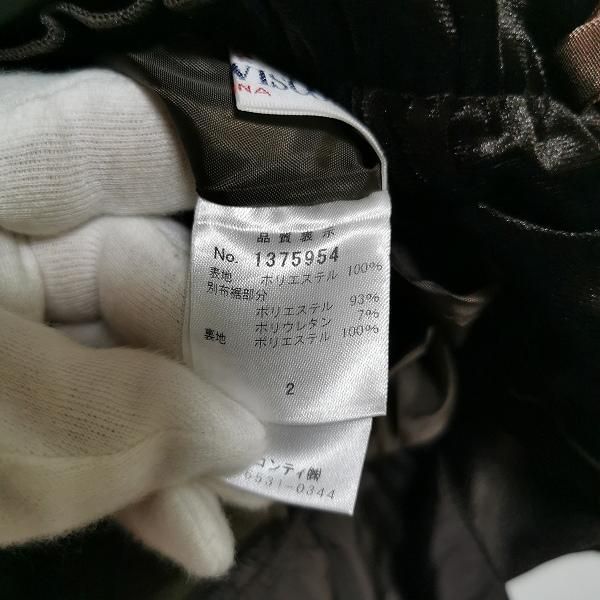 NA
品質表示
No. 1375954
表地 ポリエステル 100%
別布裾部分
ポリエステル 93%
ポリウレタン 7%
裏地 ポリエステル 100%
2
コンティ㈱
6531-0344